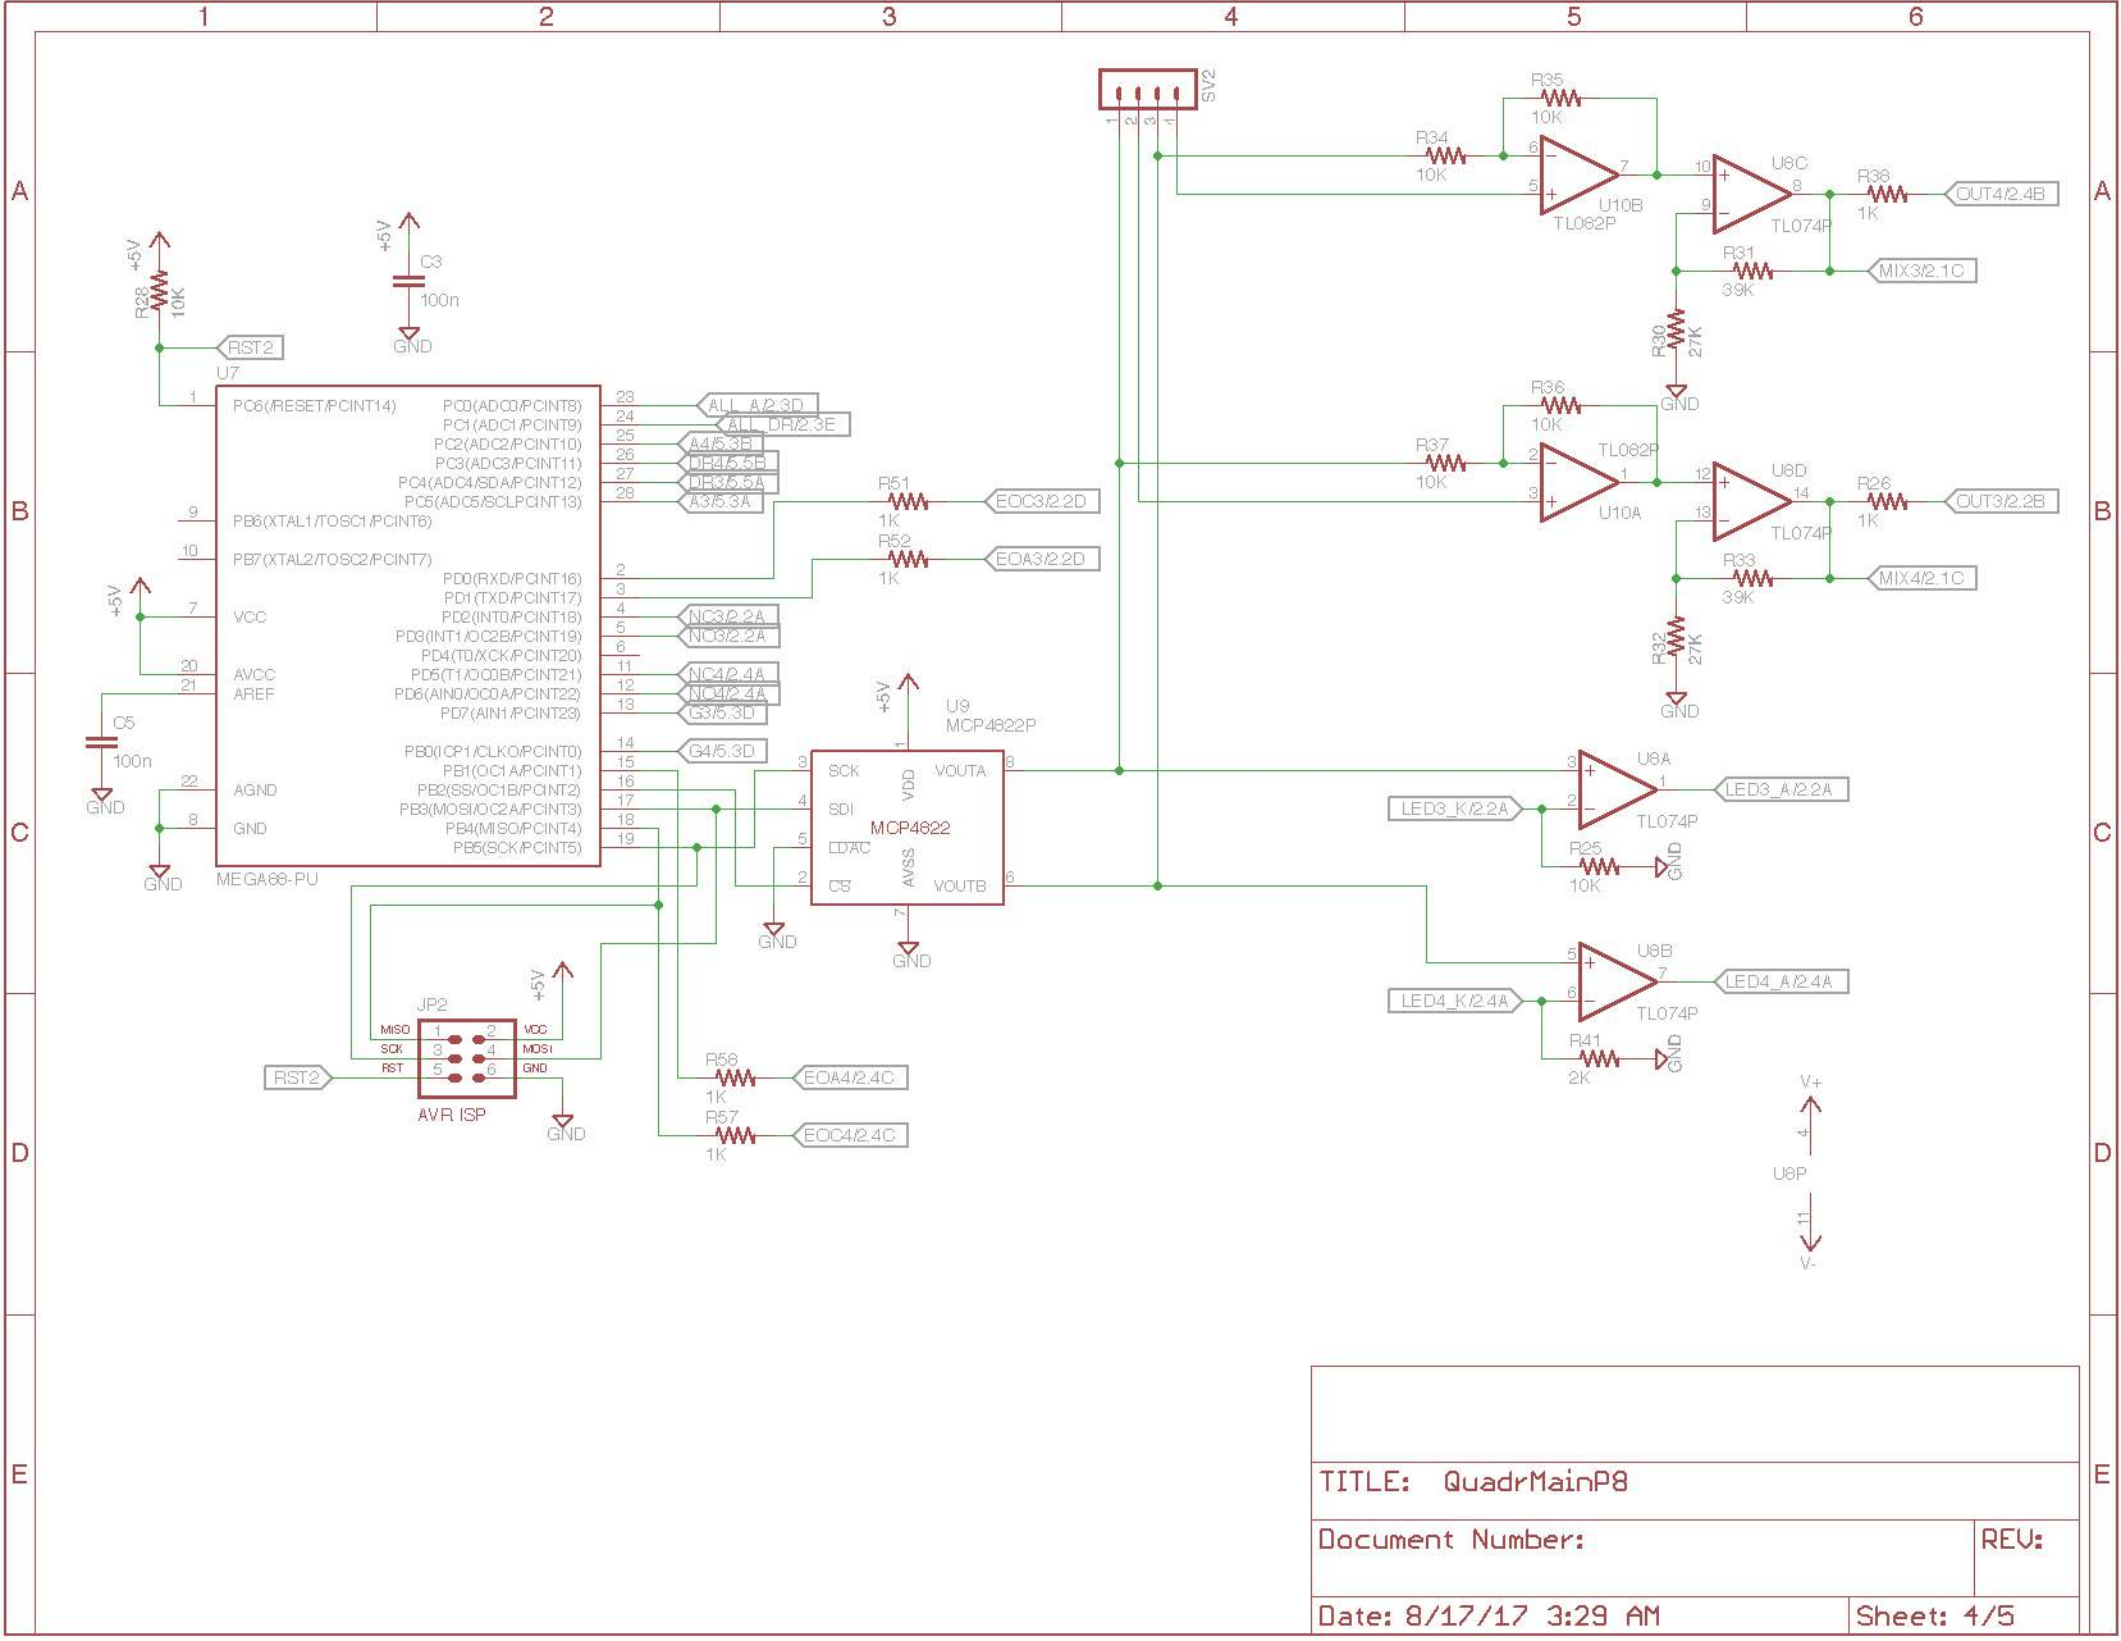 1 2 3 4 5 6
A
B
C
D
E
A
B
C
D
E
+5V
R28
10K
RST2
+5V
C3
100n
GND
U7
MEGA88-PU
1 PC6(/RESET/PCINT14)
9 PB6(XTAL1/TOSC1/PCINT6)
10 PB7(XTAL2/TOSC2/PCINT7)
+5V
7 VCC
20 AVCC
21 AREF
C5
100n
GND
22 AGND
8 GND
GND
PC0(ADC0/PCINT8) 23 ALL_A/2.3D
PC1(ADC1/PCINT9) 24 ALL_DR/2.3E
PC2(ADC2/PCINT10) 25 A4/5.3B
PC3(ADC3/PCINT11) 26 DR4/5.5B
PC4(ADC4/SDA/PCINT12) 27 DR3/5.5A
PC5(ADC5/SCLPCINT13) 28 A3/5.3A
PD0(RXD/PCINT16) 2
PD1(TXD/PCINT17) 3
PD2(INT0/PCINT18) 4 NC3/2.2A
PD3(INT1/OC2B/PCINT19) 5 NO3/2.2A
PD4(T0/XCK/PCINT20) 6
PD5(T1/OC0B/PCINT21) 11 NC4/2.4A
PD6(AIN0/OC0A/PCINT22) 12 NO4/2.4A
PD7(AIN1/PCINT23) 13 G3/5.3D
PB0(ICP1/CLKO/PCINT0) 14 G4/5.3D
PB1(OC1A/PCINT1) 15
PB2(SS/OC1B/PCINT2) 16
PB3(MOSI/OC2A/PCINT3) 17
PB4(MISO/PCINT4) 18
PB5(SCK/PCINT5) 19
R51
1K
EOC3/2.2D
R52
1K
EOA3/2.2D
+5V
U9
MCP4822P
1
VDD
3 SCK
4 SDI
5 LDAC
2 CS
MCP4822
AVSS
7
VOUTA 8
VOUTB 6
GND
GND
JP2
+5V
MISO 1 2 VCC
SCK 3 4 MOSI
RST 5 6 GND
AVR ISP
RST2
GND
R58
1K
EOA4/2.4C
R57
1K
EOC4/2.4C
SV2
1 2 3 4
R35
10K
R34
10K
6
5
7
U10B
TL082P
10
9
8
U8C
TL074P
R38
1K
OUT4/2.4B
R31
39K
MIX3/2.1C
R30
27K
GND
R36
10K
R37
10K
2
3
1
TL082P
U10A
12
13
14
U8D
TL074P
R26
1K
OUT3/2.2B
R33
39K
MIX4/2.1C
R32
27K
GND
3
2
1
U8A
TL074P
LED3_A/2.2A
LED3_K/2.2A
R25
10K
GND
5
6
7
U8B
TL074P
LED4_A/2.4A
LED4_K/2.4A
R41
2K
GND
V+
4
U8P
11
V-
TITLE: QuadrMainP8
Document Number:
REV:
Date: 8/17/17 3:29 AM
Sheet: 4/5